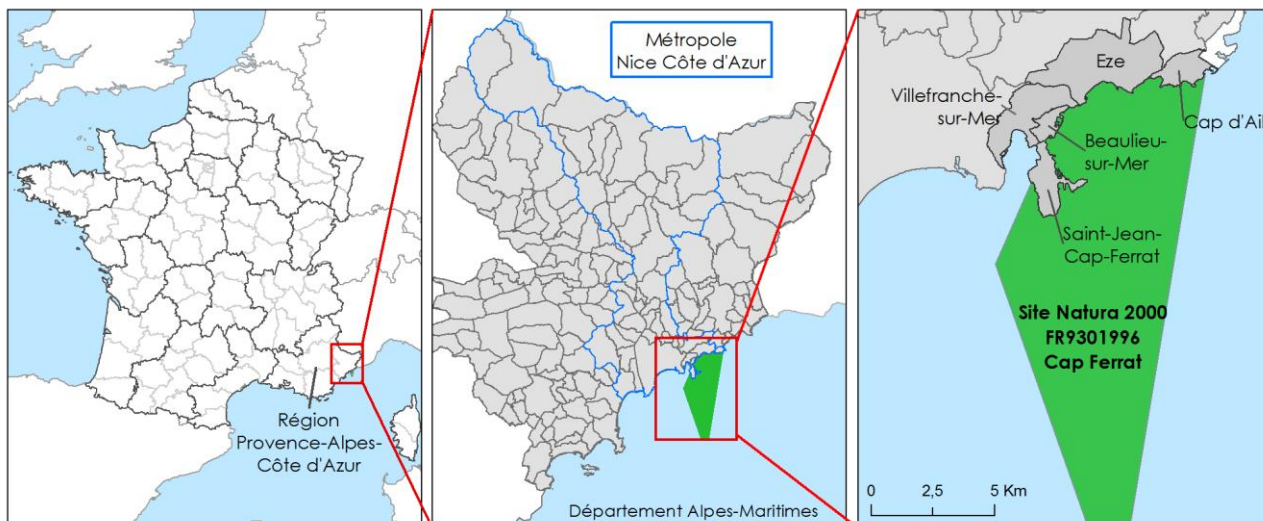 Région
Provence-Alpes-
Côte d'Azur
Métropole
Nice Côte d'Azur
Département Alpes-Maritimes
Eze
Villefranche-
sur-Mer
Cap d'Ail
Beaulieu-
sur-Mer
Saint-Jean-
Cap-Ferrat
Site Natura 2000
FR9301996
Cap Ferrat
0 2,5 5 Km